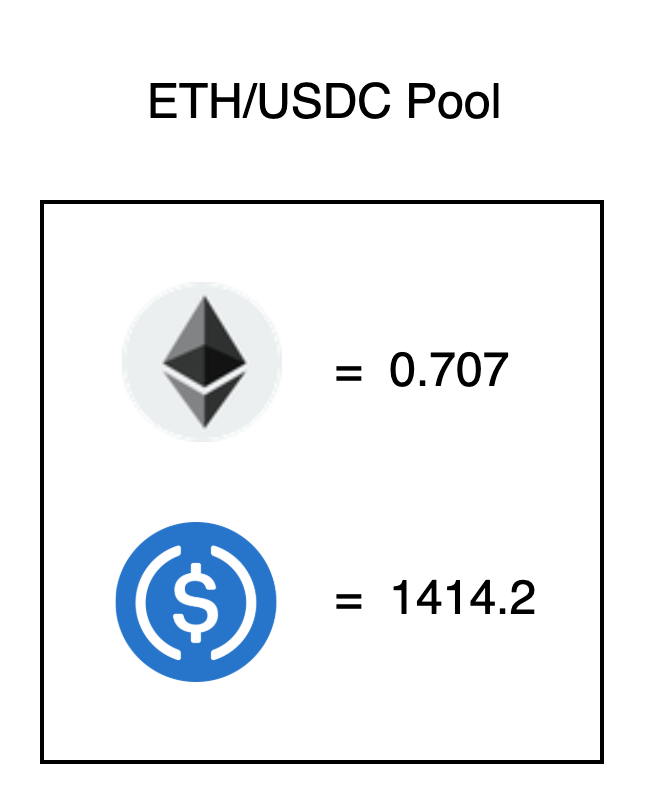 ETH/USDC Pool
= 0.707
$ = 1414.2